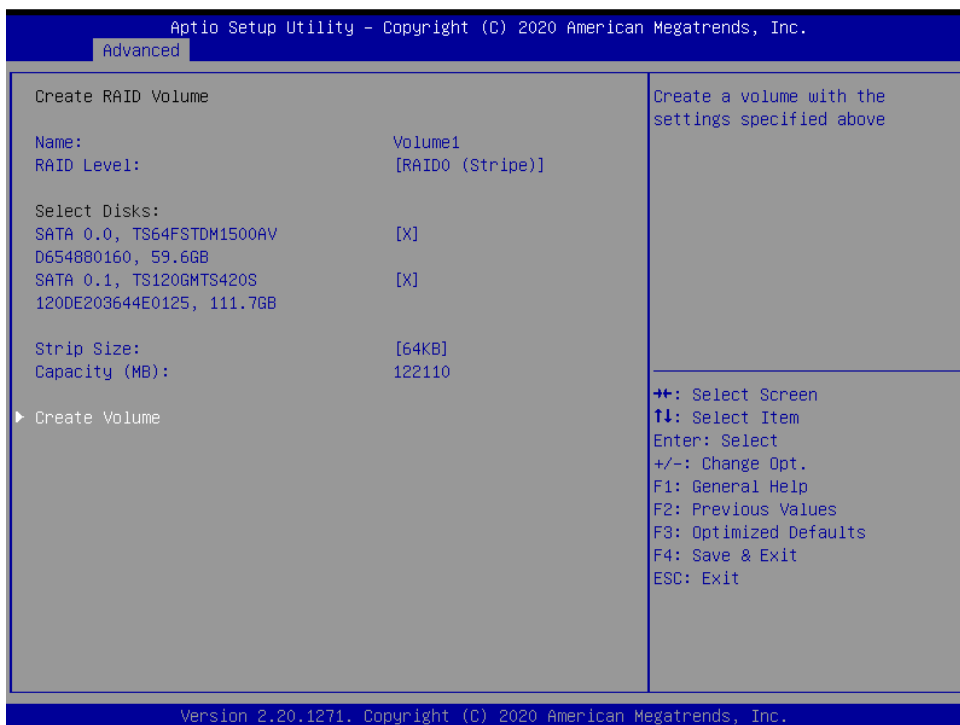 Aptio Setup Utility – Copyright (C) 2020 American Megatrends, Inc.
Advanced
Create RAID Volume
Name: Volume1
RAID Level: [RAID0 (Stripe)]
Select Disks:
SATA 0.0, TS64FSTDM1500AV [X]
D654880160, 59.6GB
SATA 0.1, TS120GMTS420S [X]
120DE203644E0125, 111.7GB
Strip Size: [64KB]
Capacity (MB): 122110
▶ Create Volume
Create a volume with the
settings specified above
→←: Select Screen
↑↓: Select Item
Enter: Select
+/-: Change Opt.
F1: General Help
F2: Previous Values
F3: Optimized Defaults
F4: Save & Exit
ESC: Exit
Version 2.20.1271. Copyright (C) 2020 American Megatrends, Inc.